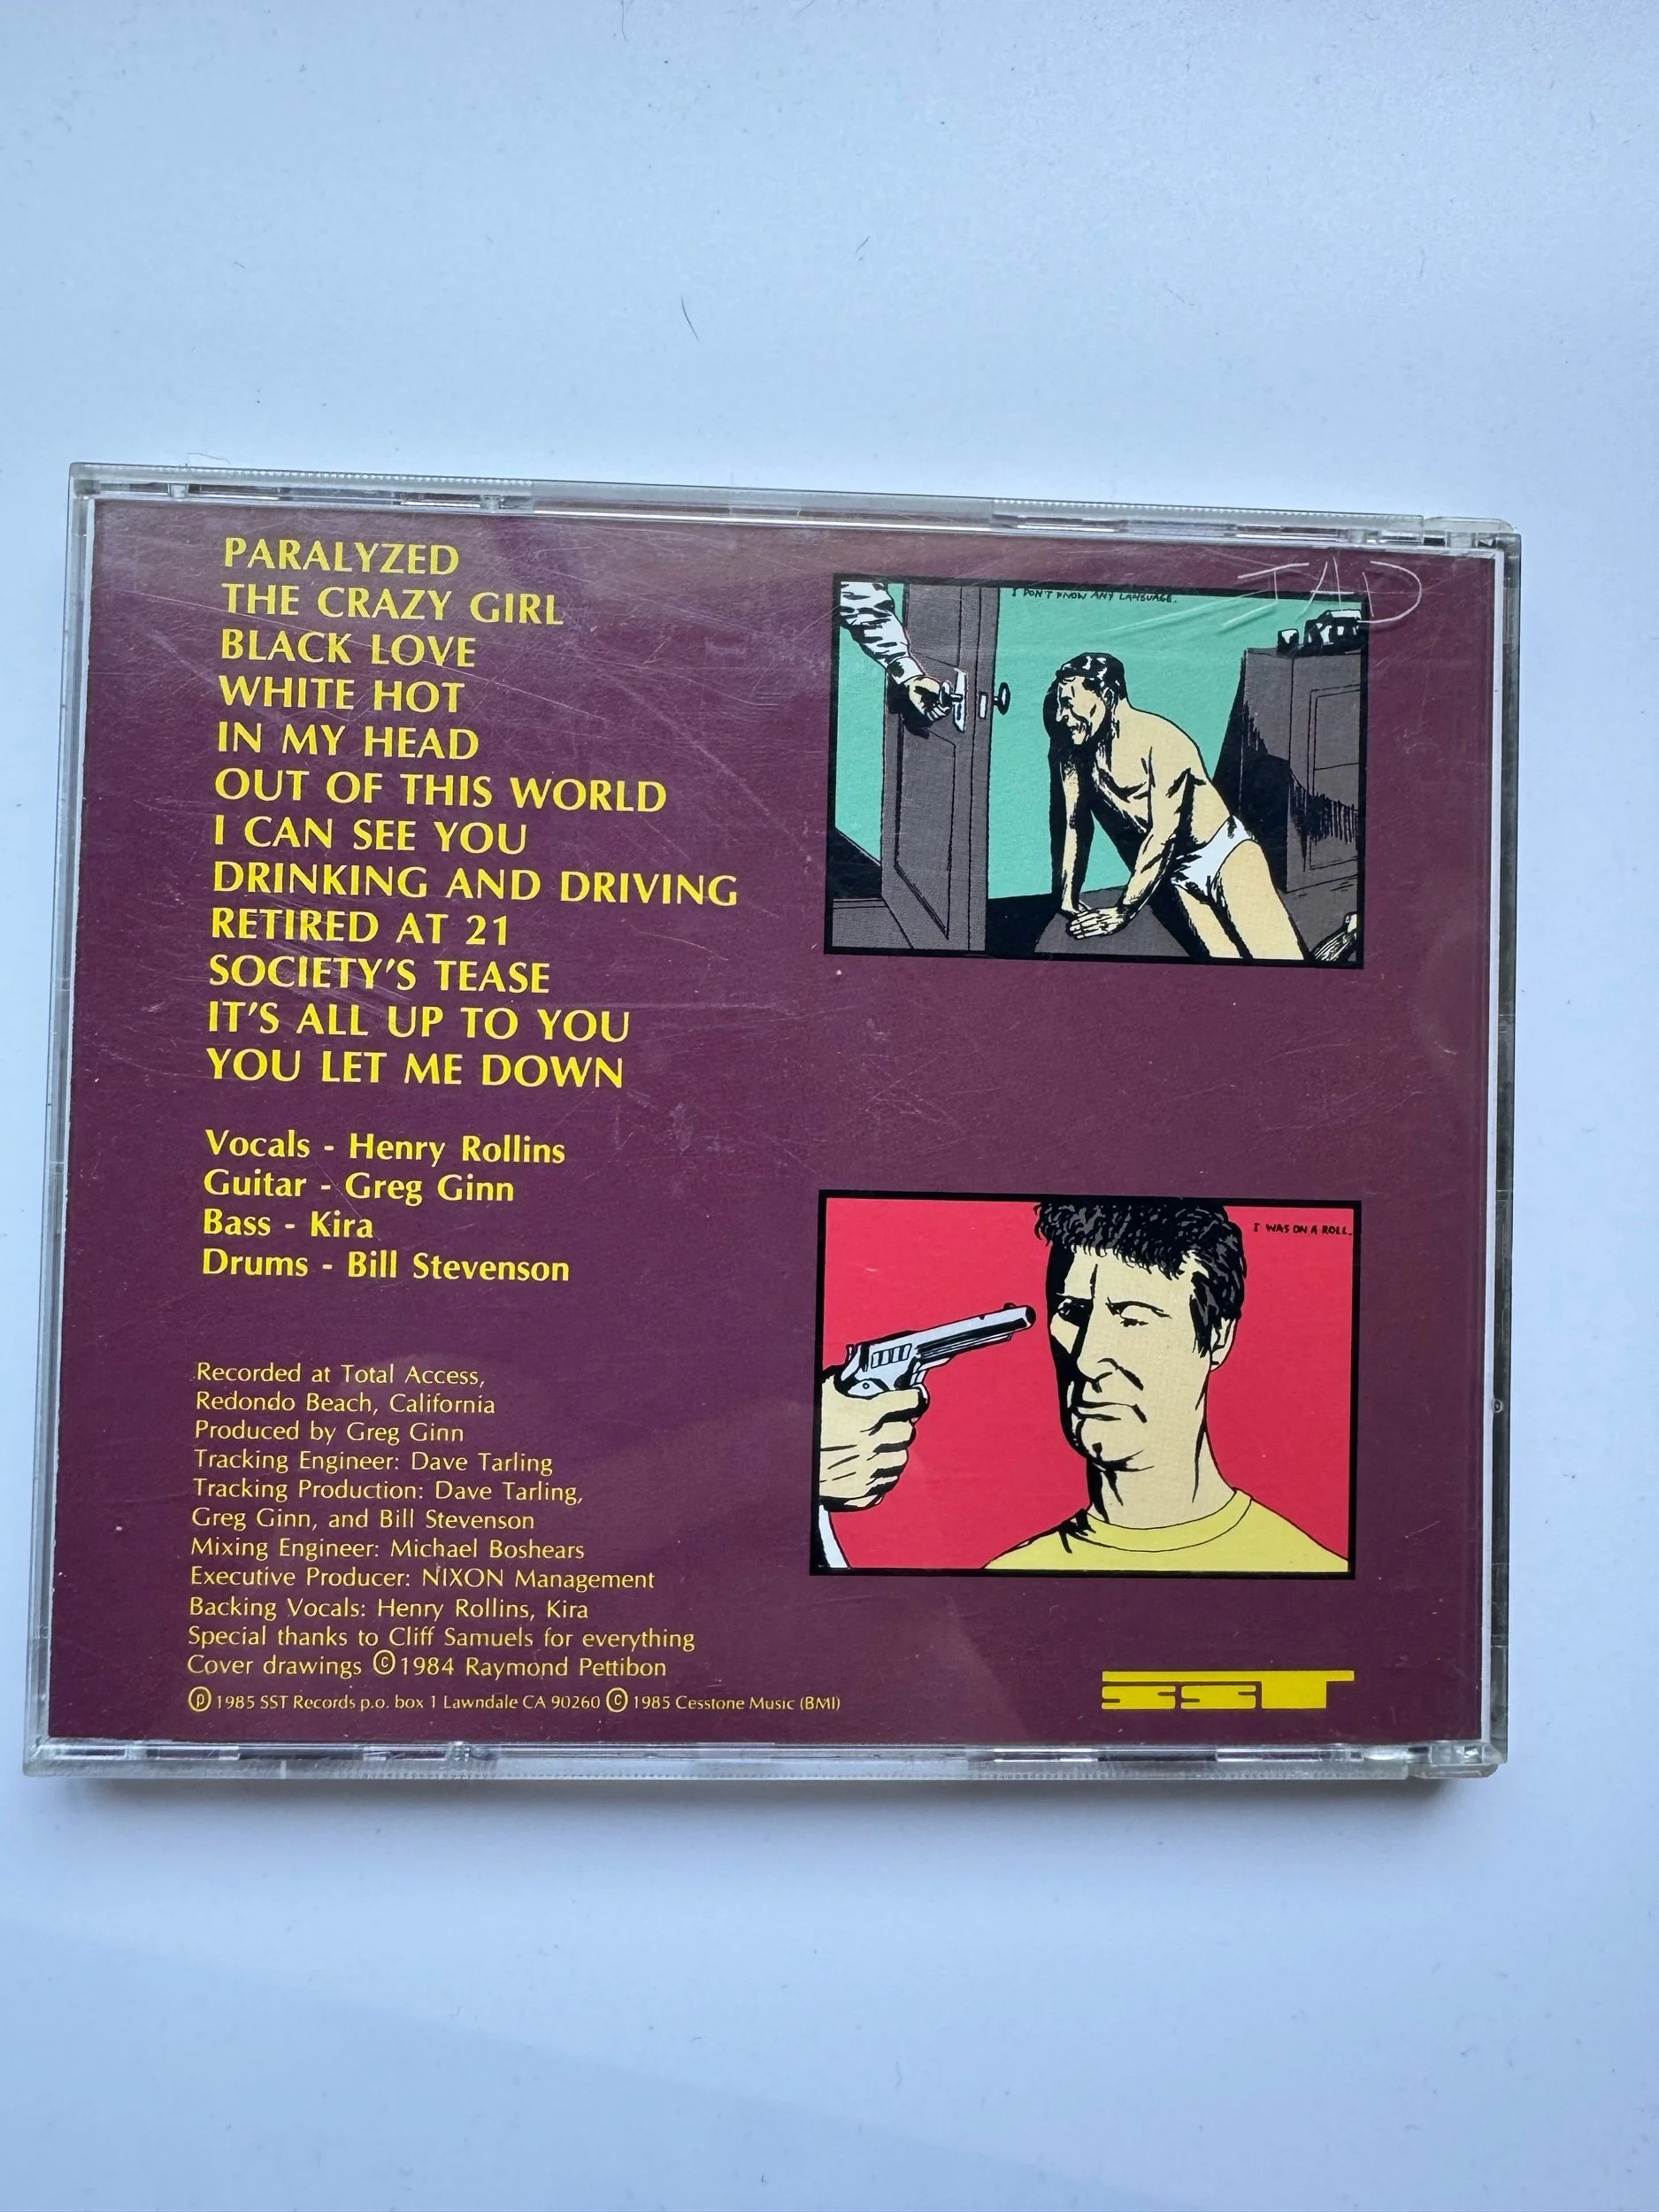 PARALYZED
THE CRAZY GIRL
BLACK LOVE
WHITE HOT
IN MY HEAD
OUT OF THIS WORLD
I CAN SEE YOU
DRINKING AND DRIVING
RETIRED AT 21
SOCIETY'S TEASE
IT'S ALL UP TO YOU
YOU LET ME DOWN
Vocals - Henry Rollins
Guitar - Greg Ginn
Bass - Kira
Drums - Bill Stevenson
Recorded at Total Access,
Redondo Beach, California
Produced by Greg Ginn
Tracking Engineer: Dave Tarling
Tracking Production: Dave Tarling,
Greg Ginn, and Bill Stevenson
Mixing Engineer: Michael Boshears
Executive Producer: NIXON Management
Backing Vocals: Henry Rollins, Kira
Special thanks to Cliff Samuels for everything
Cover drawings ©1984 Raymond Pettibon
℗ 1985 SST Records p.o. box 1 Lawndale CA 90260 © 1985 Cesstone Music (BMI)
TAD
I DON'T KNOW ANY LANGUAGE.
I WAS ON A ROLL.
SST